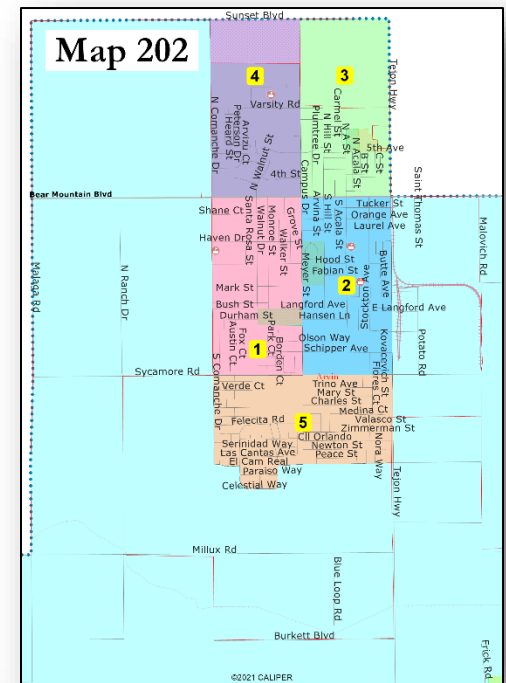 Sunset Blvd
Map 202
4
3
Tejon Hwy
Varsity Rd
N Comanche Dr
Peterson Dr
Heard St
Arvizu Ct
N Walnut St
4th St
Campus Dr
Plumtree Dr
N Hill St
Carmel St
N A St
N Acala St
B St
C St
5th Ave
Bear Mountain Blvd
Saint Thomas St
Shane Ct
Haven Dr
Santa Rosa St
Walnut Dr
Monroe St
Walker St
Grove St
Meyer St
Arvina St
S Hill St
S Acala St
Tucker St
Orange Ave
Laurel Ave
Malovich Rd
Malaga Rd
N Ranch Dr
Hood St
Fabian St
2
Stockton Ave
Butte Ave
Mark St
Bush St
Durham St
Langford Ave
Hansen Ln
E Langford Ave
1
Fox Ct
Austin Ct
Park Ct
Borden Ct
Olson Way
Schipper Ave
Kovacevich St
Potato Rd
Sycamore Rd
S Comanche Dr
Arvin
Verde Ct
Trino Ave
Mary St
Charles St
Flores Ct
Medina Ct
Felecita Rd
5
Valasco St
Zimmerman St
Cll Orlando
Serinidad Way
Newton St
Las Cantas Ave
Peace St
El Cam Real
Paraiso Way
Nora Way
Celestial Way
Tejon Hwy
Millux Rd
Blue Loop Rd
Burkett Blvd
Frick Rd
©2021 CALIPER